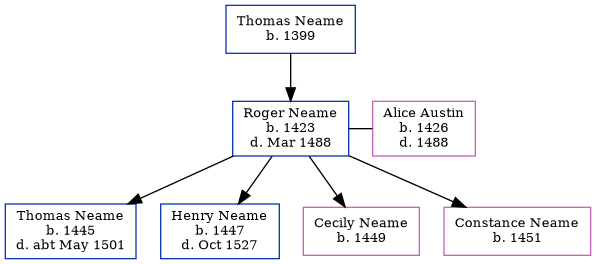 Thomas Neame
b. 1399
Roger Neame
b. 1423
d. Mar 1488
Alice Austin
b. 1426
d. 1488
Thomas Neame
b. 1445
d. abt May 1501
Henry Neame
b. 1447
d. Oct 1527
Cecily Neame
b. 1449
Constance Neame
b. 1451